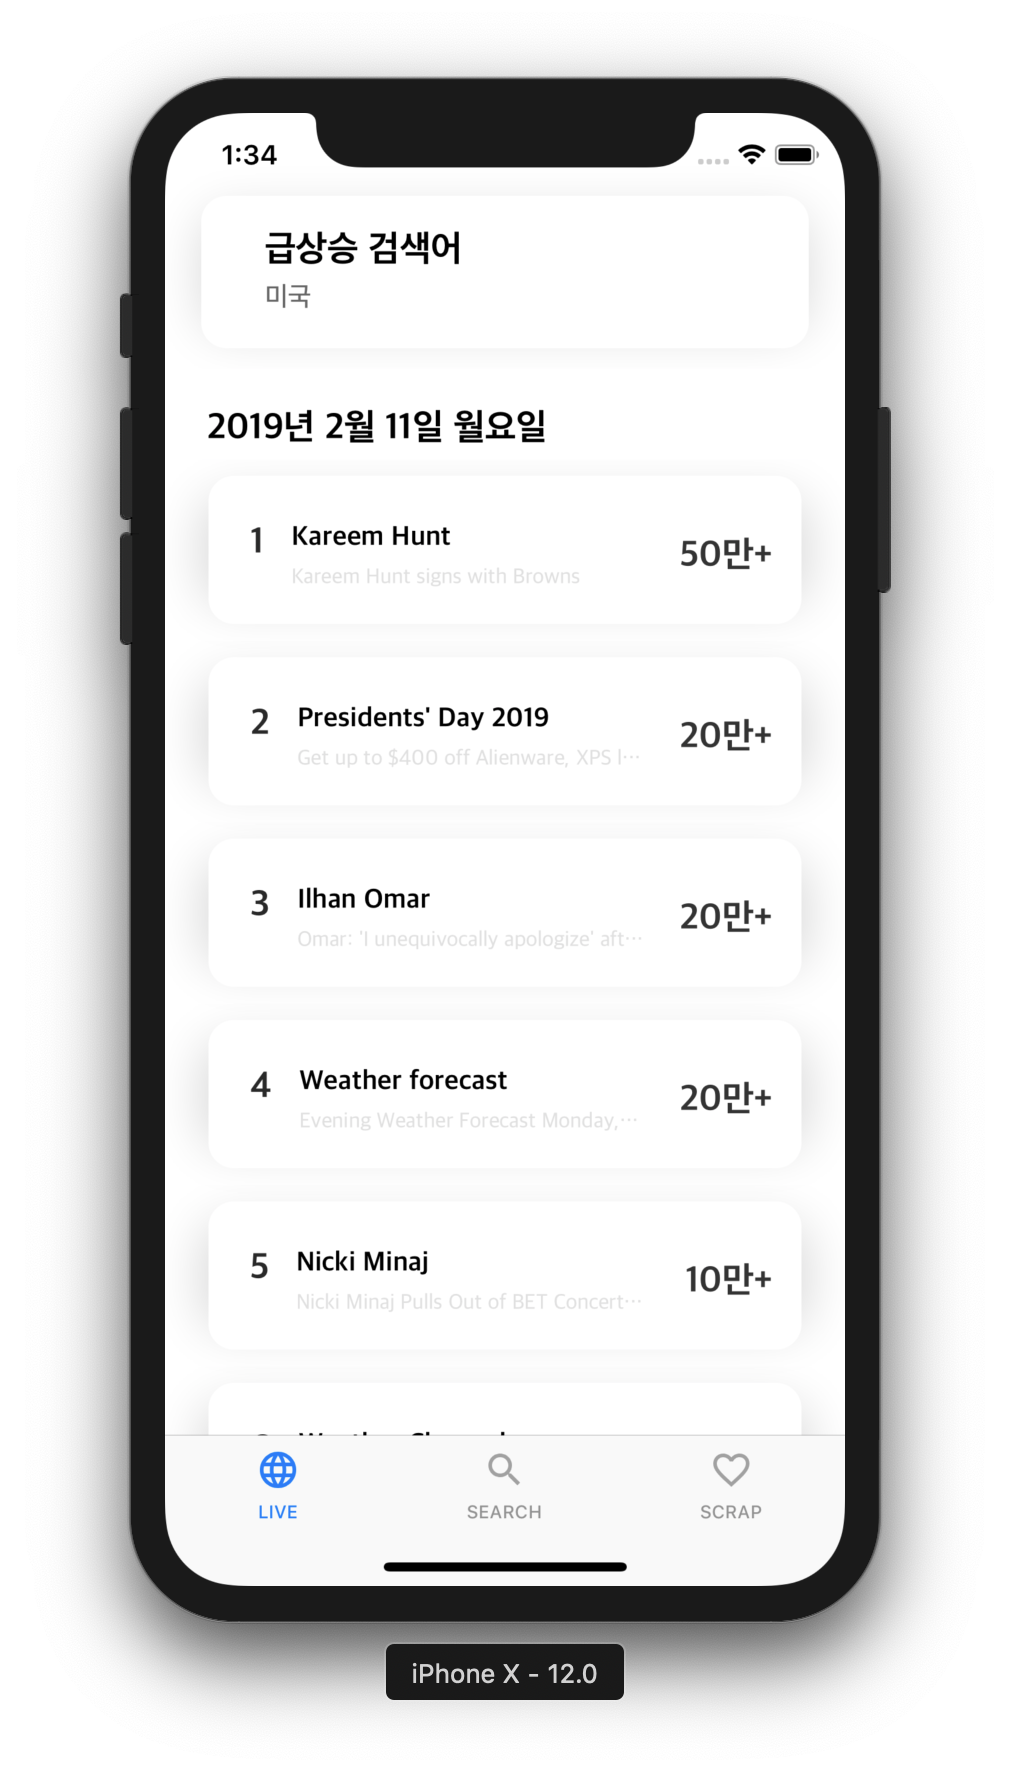 1:34
급상승 검색어
미국
2019년 2월 11일 월요일
1 Kareem Hunt
Kareem Hunt signs with Browns
50만+
2 Presidents' Day 2019
Get up to $400 off Alienware, XPS l⋯
20만+
3 Ilhan Omar
Omar: 'I unequivocally apologize' aft⋯
20만+
4 Weather forecast
Evening Weather Forecast Monday,⋯
20만+
5 Nicki Minaj
Nicki Minaj Pulls Out of BET Concert⋯
10만+
LIVE
SEARCH
SCRAP
iPhone X - 12.0